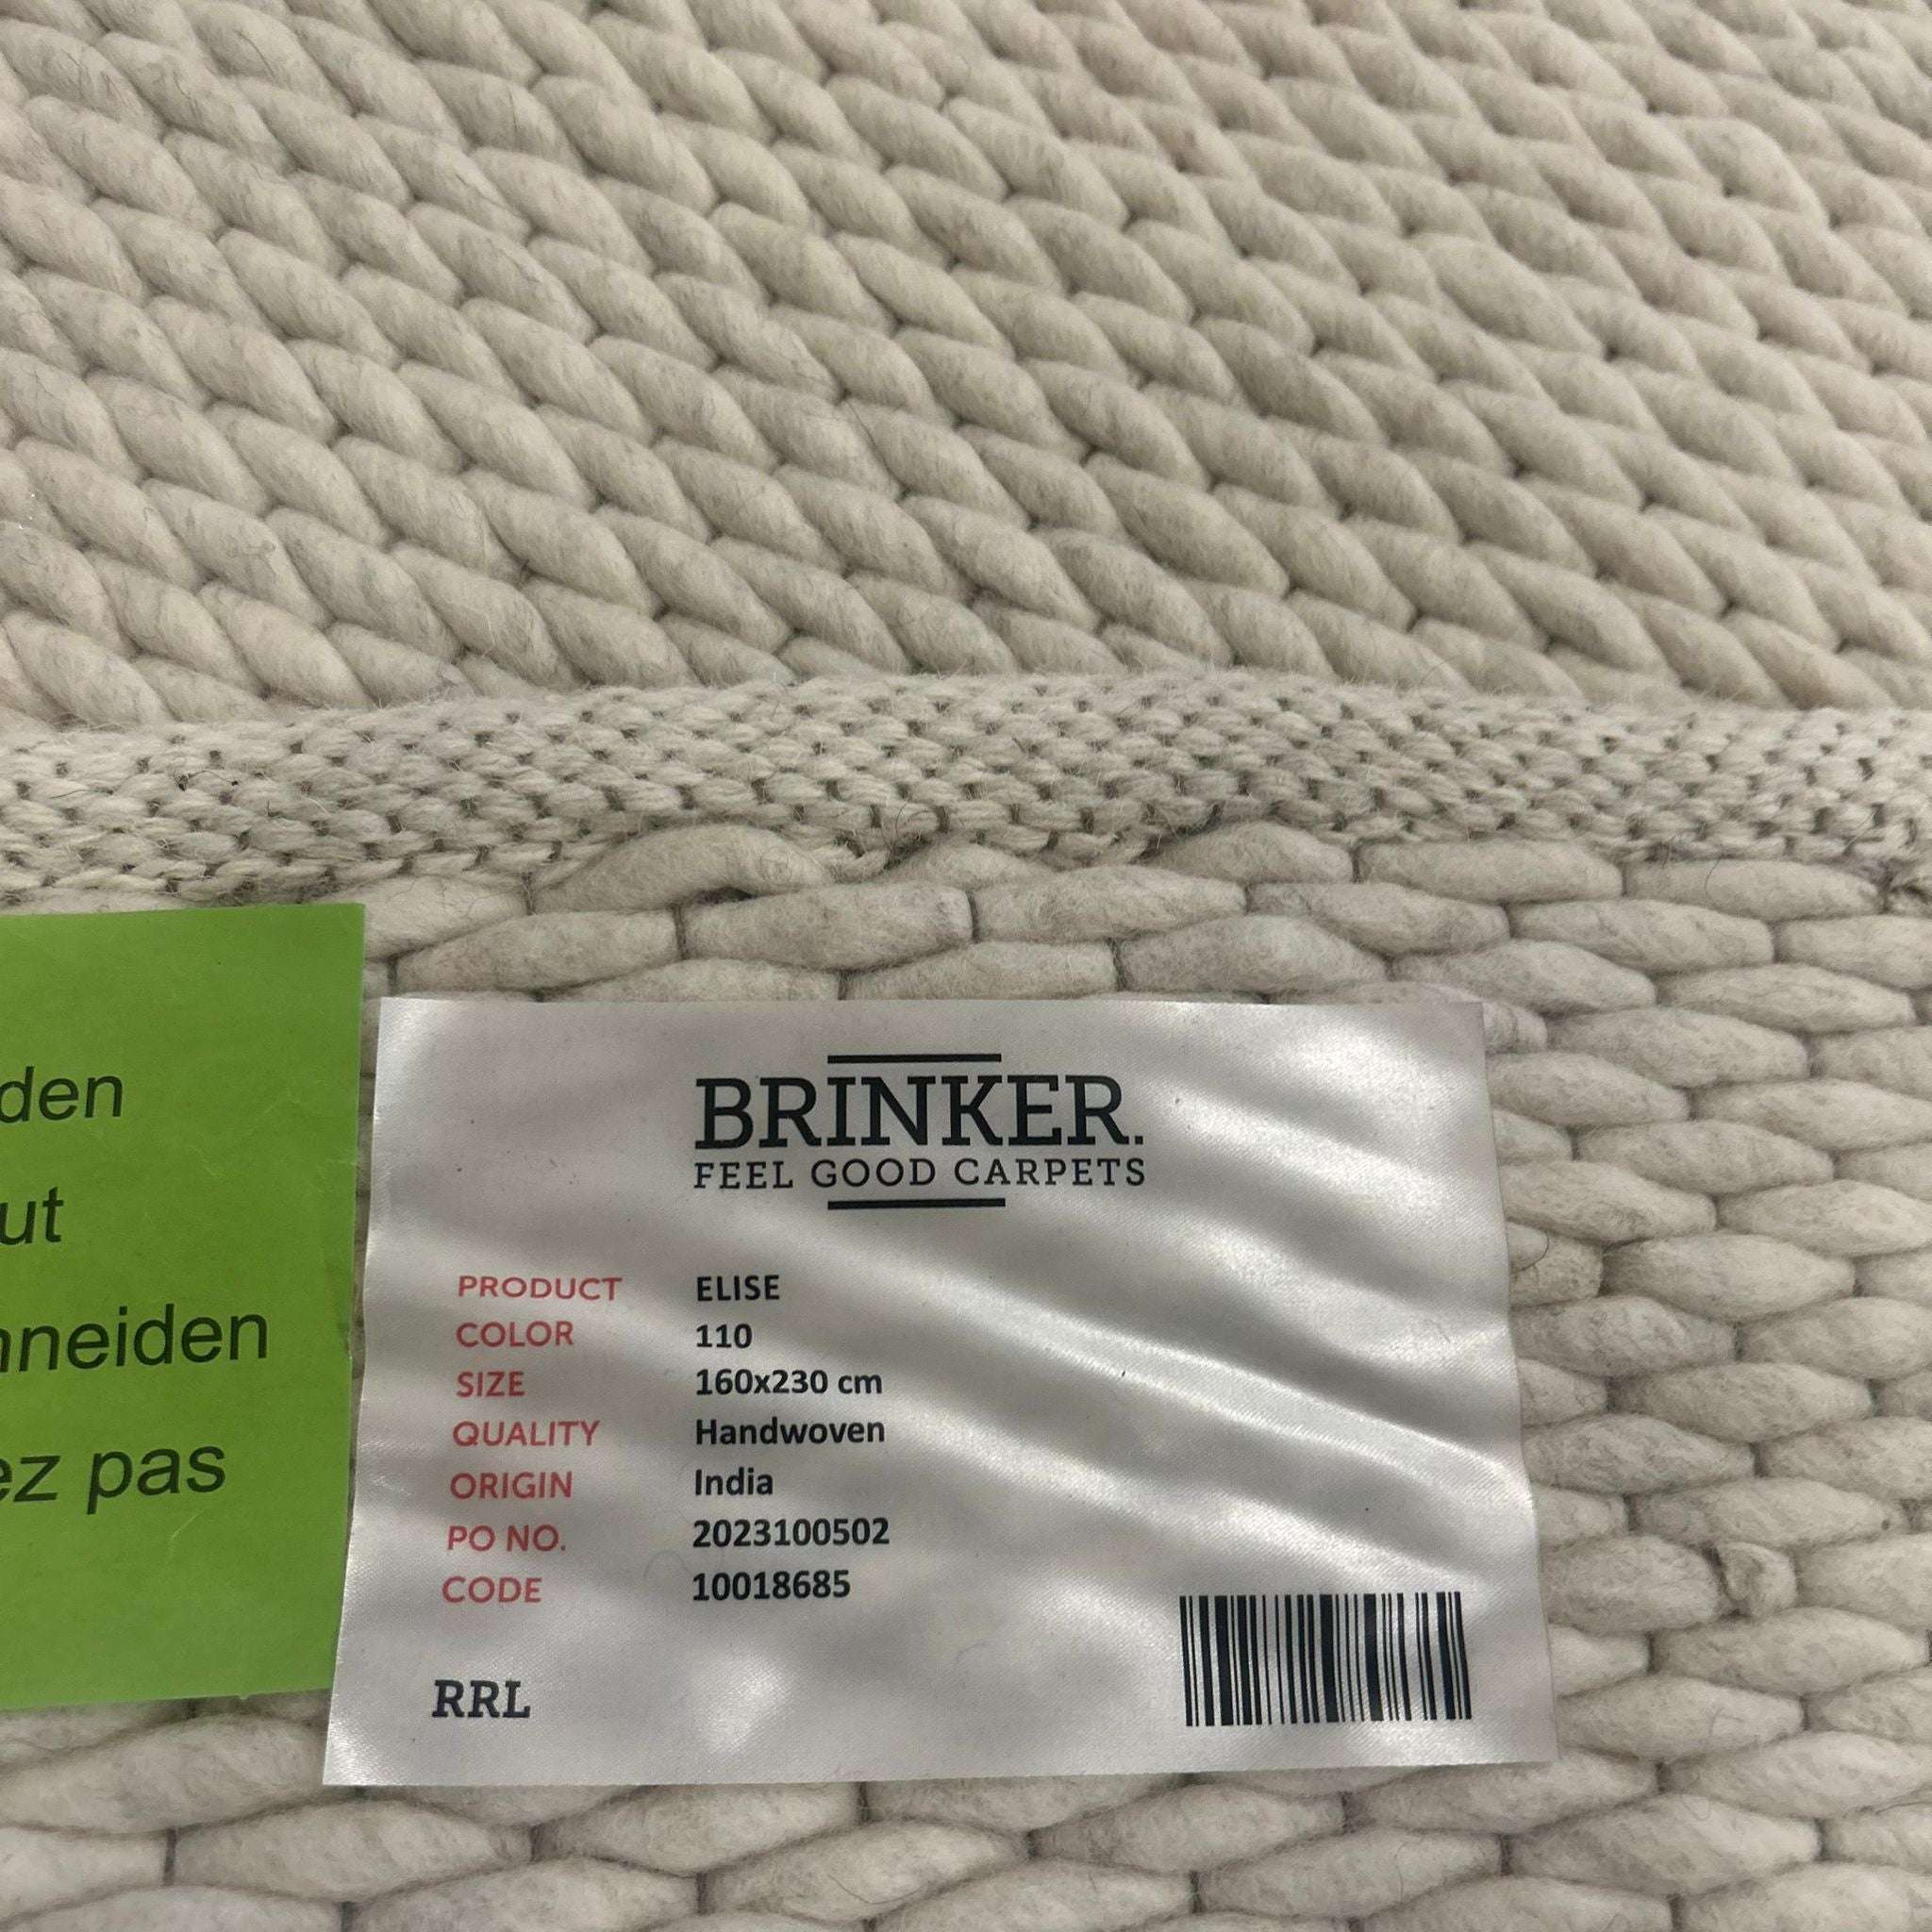 den
ut
neiden
ez pas
BRINKER.
FEEL GOOD CARPETS
PRODUCT ELISE
COLOR 110
SIZE 160x230 cm
QUALITY Handwoven
ORIGIN India
PO NO. 2023100502
CODE 10018685
RRL